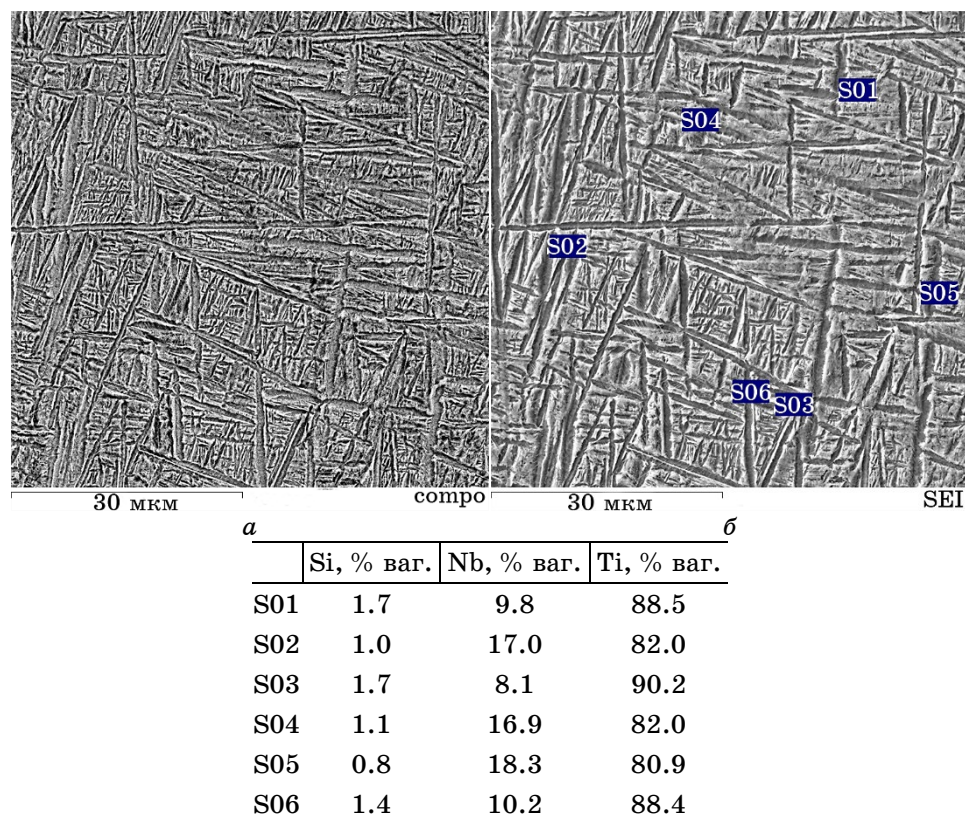 S01
S04
S02
S05
S06
S03
30 мкм compo 30 мкм SEI
а б
Si, % ваг. Nb, % ваг. Ti, % ваг.
S01 1.7 9.8 88.5
S02 1.0 17.0 82.0
S03 1.7 8.1 90.2
S04 1.1 16.9 82.0
S05 0.8 18.3 80.9
S06 1.4 10.2 88.4